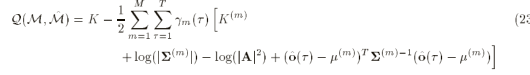 Q(M, M̂) = K − 1/2 ∑_{m=1}^{M} ∑_{τ=1}^{T} γ_m(τ) [ K^{(m)} (23
+ log(|Σ^{(m)}|) − log(|A|²) + (ô(τ) − μ^{(m)})^T Σ^{(m)−1} (ô(τ) − μ^{(m)}) ]